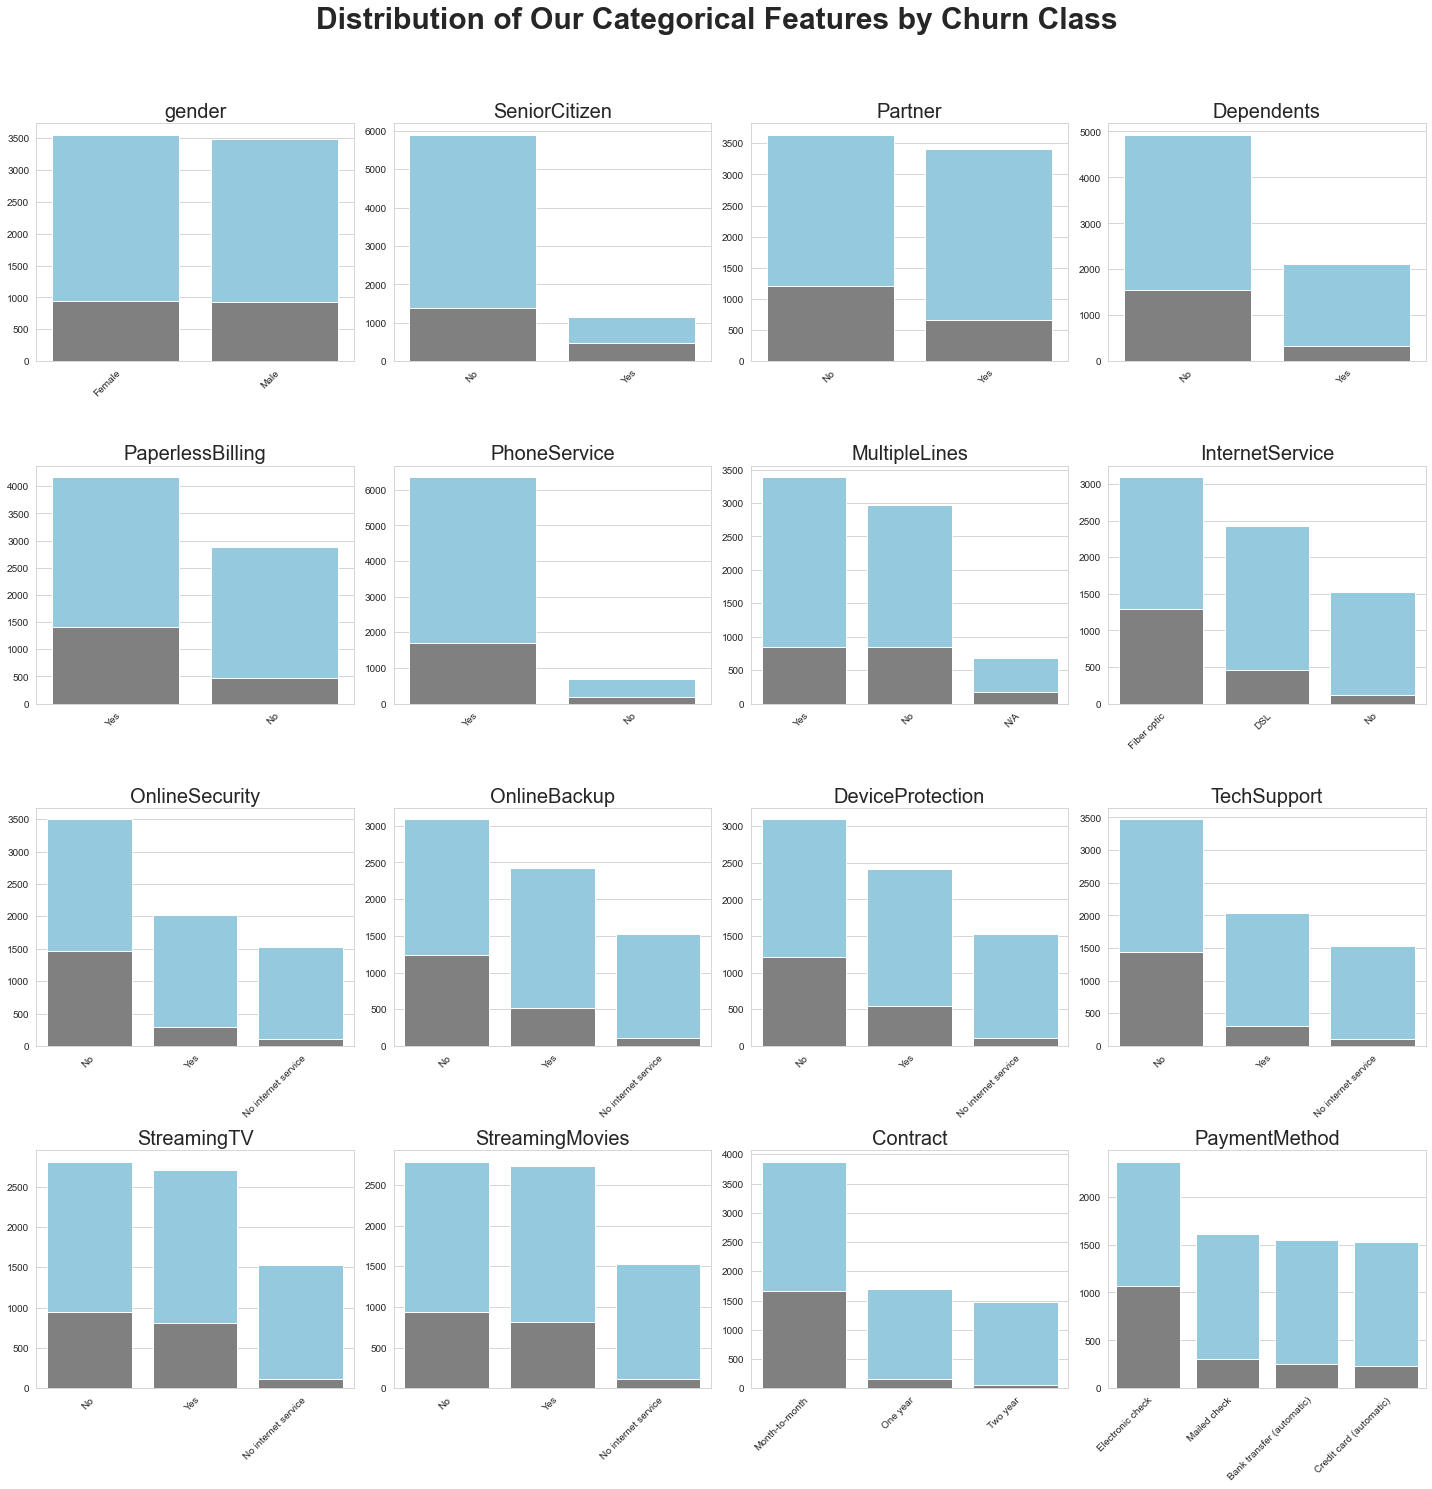 Distribution of Our Categorical Features by Churn Class
gender
3500
3000
2500
2000
1500
1000
500
0
Female
Male
SeniorCitizen
6000
5000
4000
3000
2000
1000
0
No
Yes
Partner
3500
3000
2500
2000
1500
1000
500
0
No
Yes
Dependents
5000
4000
3000
2000
1000
0
No
Yes
PaperlessBilling
4000
3500
3000
2500
2000
1500
1000
500
0
Yes
No
PhoneService
6000
5000
4000
3000
2000
1000
0
Yes
No
MultipleLines
3500
3000
2500
2000
1500
1000
500
0
Yes
No
N/A
InternetService
3000
2500
2000
1500
1000
500
0
Fiber optic
DSL
No
OnlineSecurity
3500
3000
2500
2000
1500
1000
500
0
No
Yes
No internet service
OnlineBackup
3000
2500
2000
1500
1000
500
0
No
Yes
No internet service
DeviceProtection
3000
2500
2000
1500
1000
500
0
No
Yes
No internet service
TechSupport
3500
3000
2500
2000
1500
1000
500
0
No
Yes
No internet service
StreamingTV
2500
2000
1500
1000
500
0
No
Yes
No internet service
StreamingMovies
2500
2000
1500
1000
500
0
No
Yes
No internet service
Contract
4000
3500
3000
2500
2000
1500
1000
500
0
Month-to-month
One year
Two year
PaymentMethod
2000
1500
1000
500
0
Electronic check
Mailed check
Bank transfer (automatic)
Credit card (automatic)